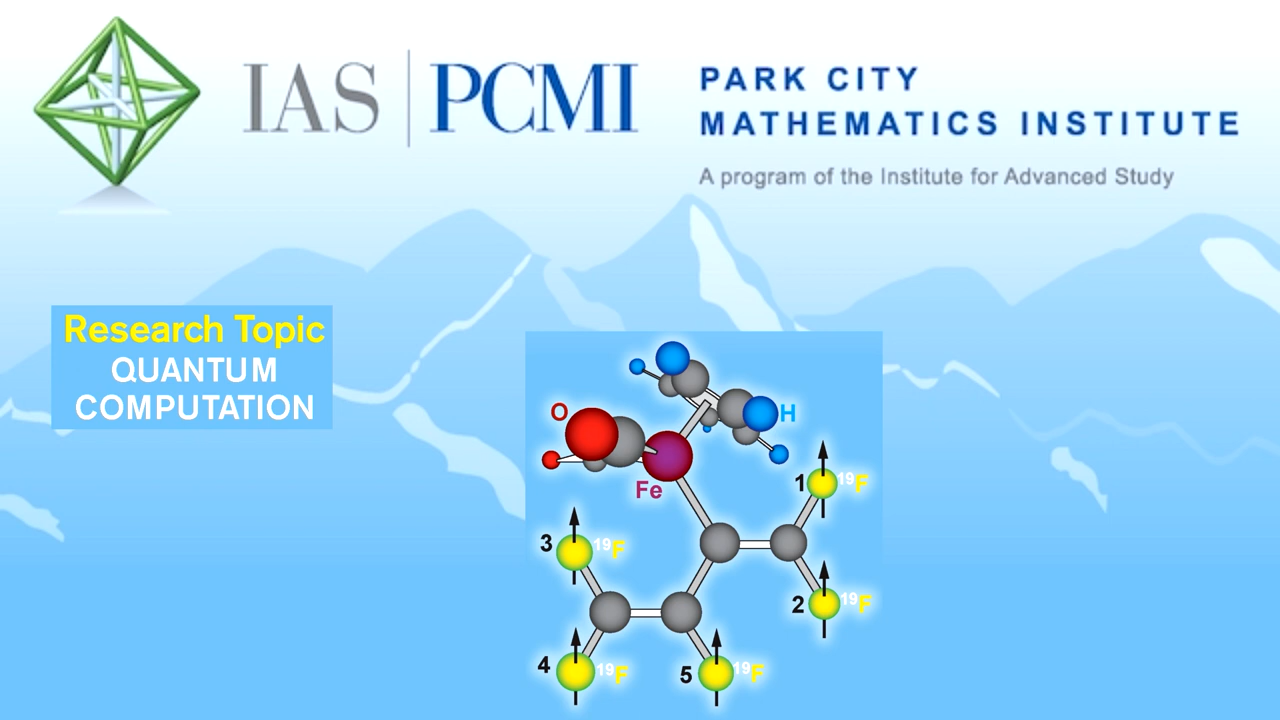 IAS | PCMI
PARK CITY
MATHEMATICS INSTITUTE
A program of the Institute for Advanced Study
Research Topic
QUANTUM
COMPUTATION
O
H
Fe
1 ¹⁹F
3 ¹⁹F
2 ¹⁹F
4 ¹⁹F
5 ¹⁹F